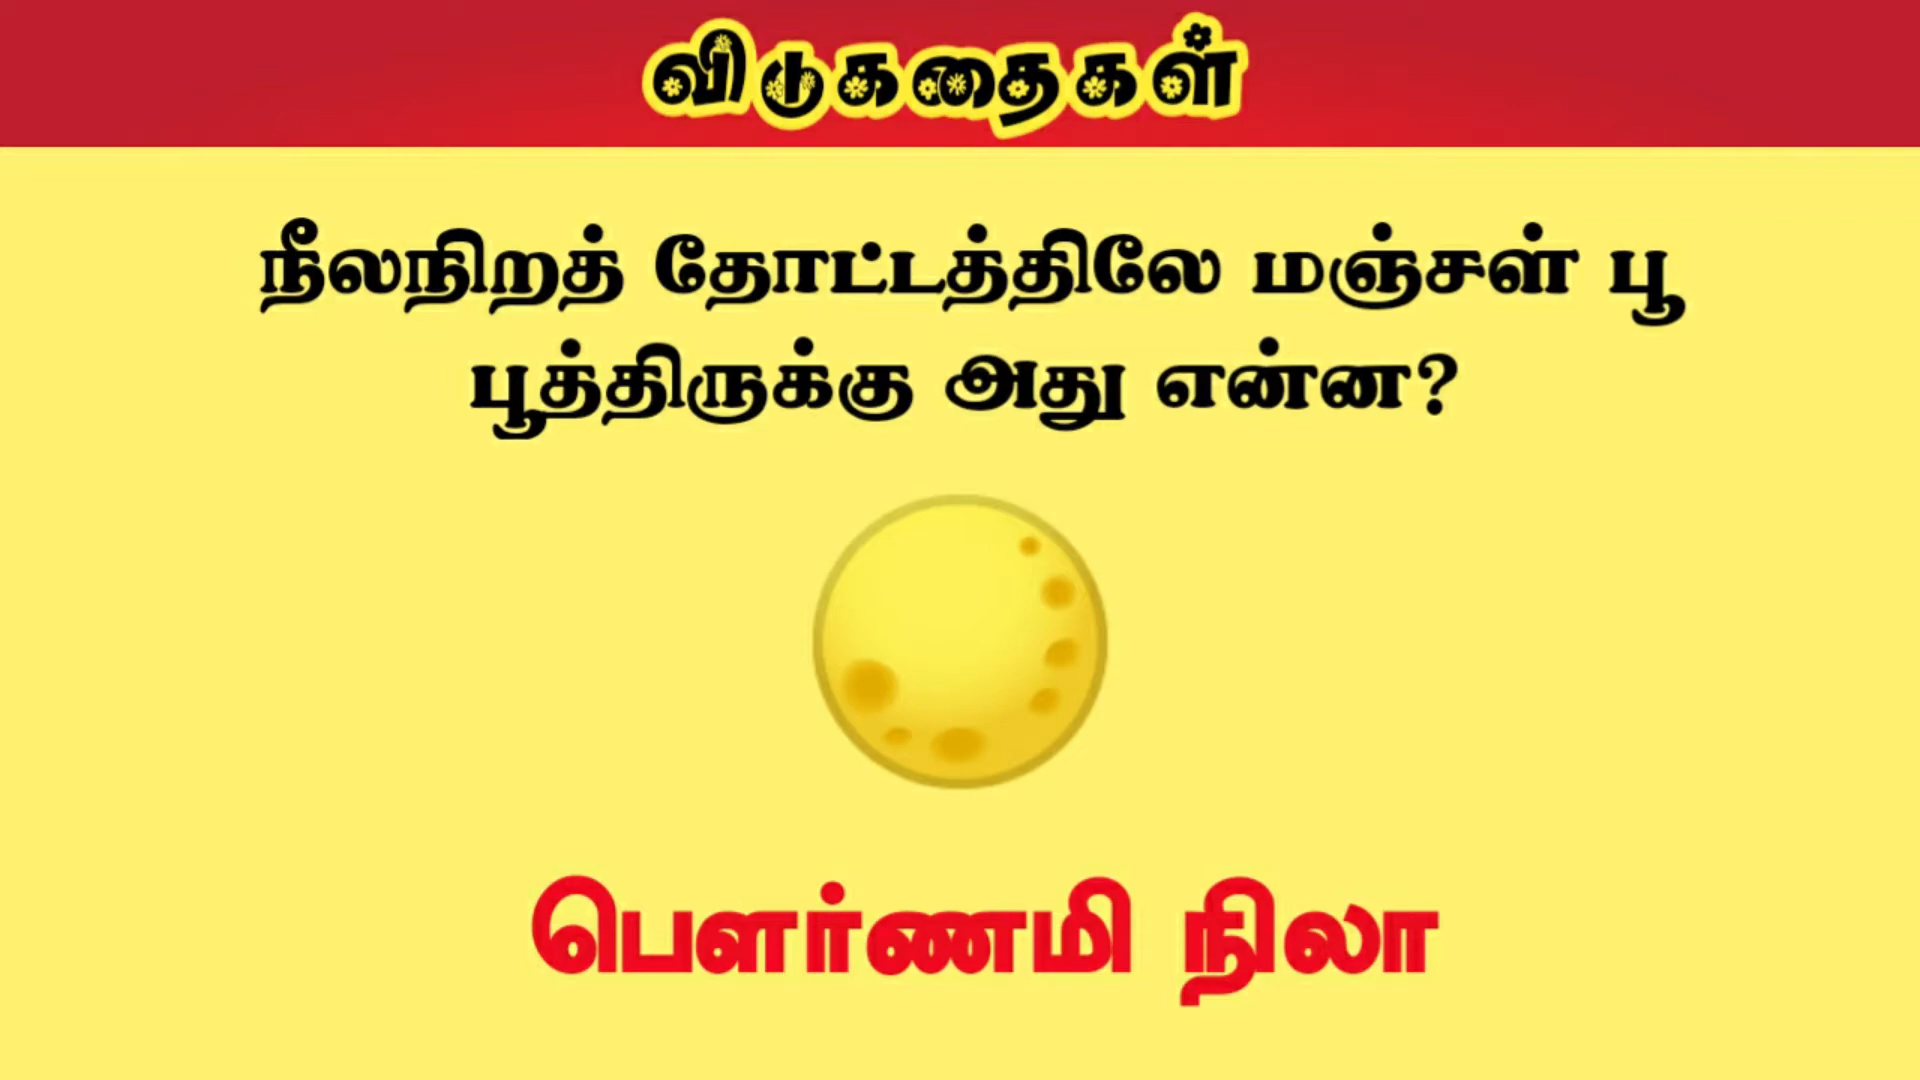 விடுகதைகள்
நீலநிறத் தோட்டத்திலே மஞ்சள் பூ
பூத்திருக்கு அது என்ன?
பௌர்ணமி நிலா